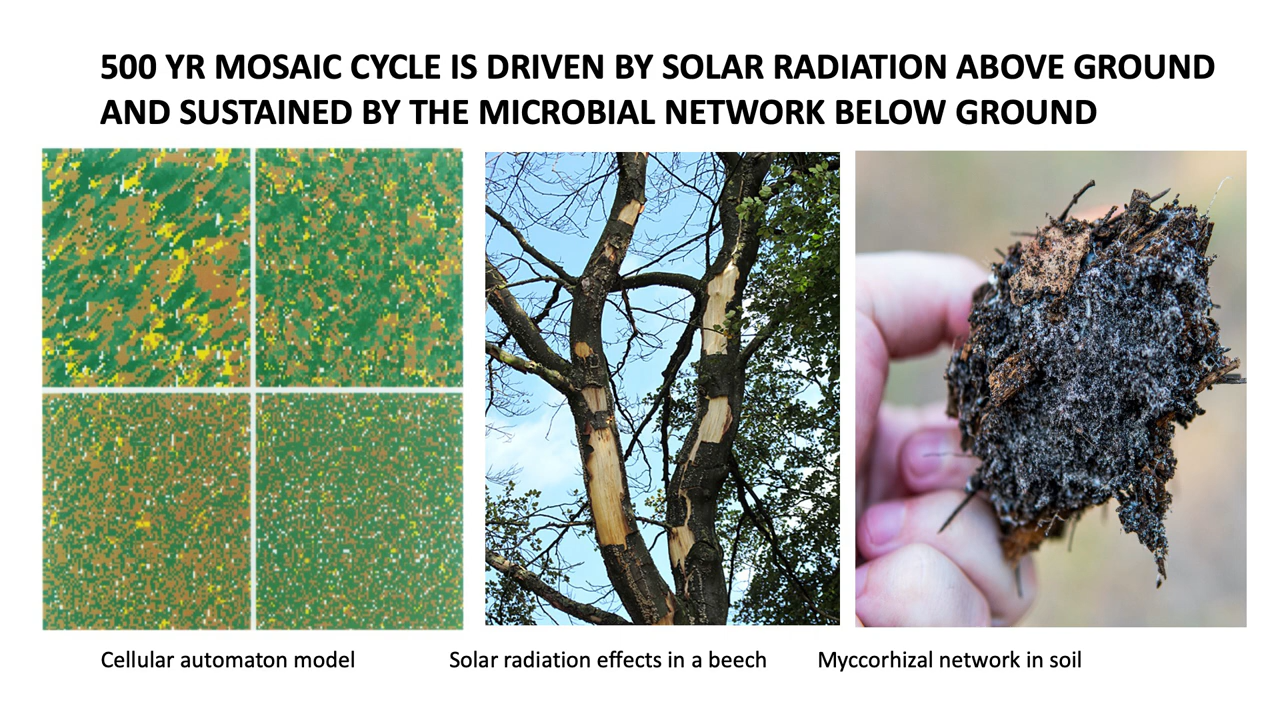 500 YR MOSAIC CYCLE IS DRIVEN BY SOLAR RADIATION ABOVE GROUND
AND SUSTAINED BY THE MICROBIAL NETWORK BELOW GROUND
Cellular automaton model
Solar radiation effects in a beech
Myccorhizal network in soil